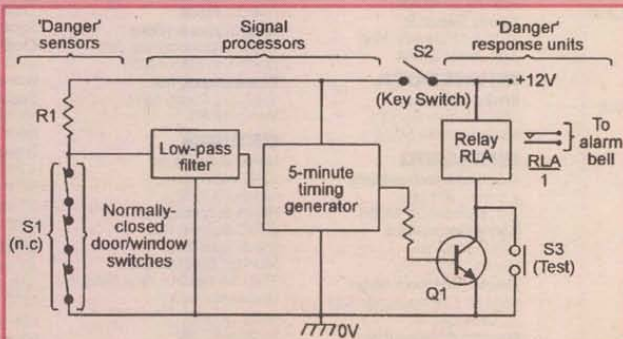 'Danger'
sensors
Signal
processors
'Danger'
response units
S2
+12V
(Key Switch)
R1
Low-pass
filter
5-minute
timing
generator
Relay
RLA
RLA
1
To
alarm
bell
S1
(n.c)
Normally-
closed
door/window
switches
S3
(Test)
Q1
0V